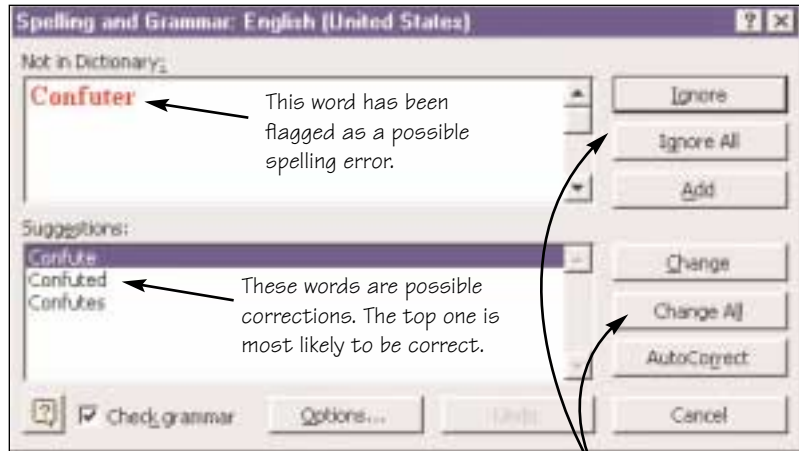 Spelling and Grammar: English (United States)
Not in Dictionary:
Confuter
This word has been
flagged as a possible
spelling error.
Ignore
Ignore All
Add
Suggestions:
Confute
Confuted
Confutes
These words are possible
corrections. The top one is
most likely to be correct.
Change
Change All
AutoCorrect
Check grammar
Options...
Undo
Cancel